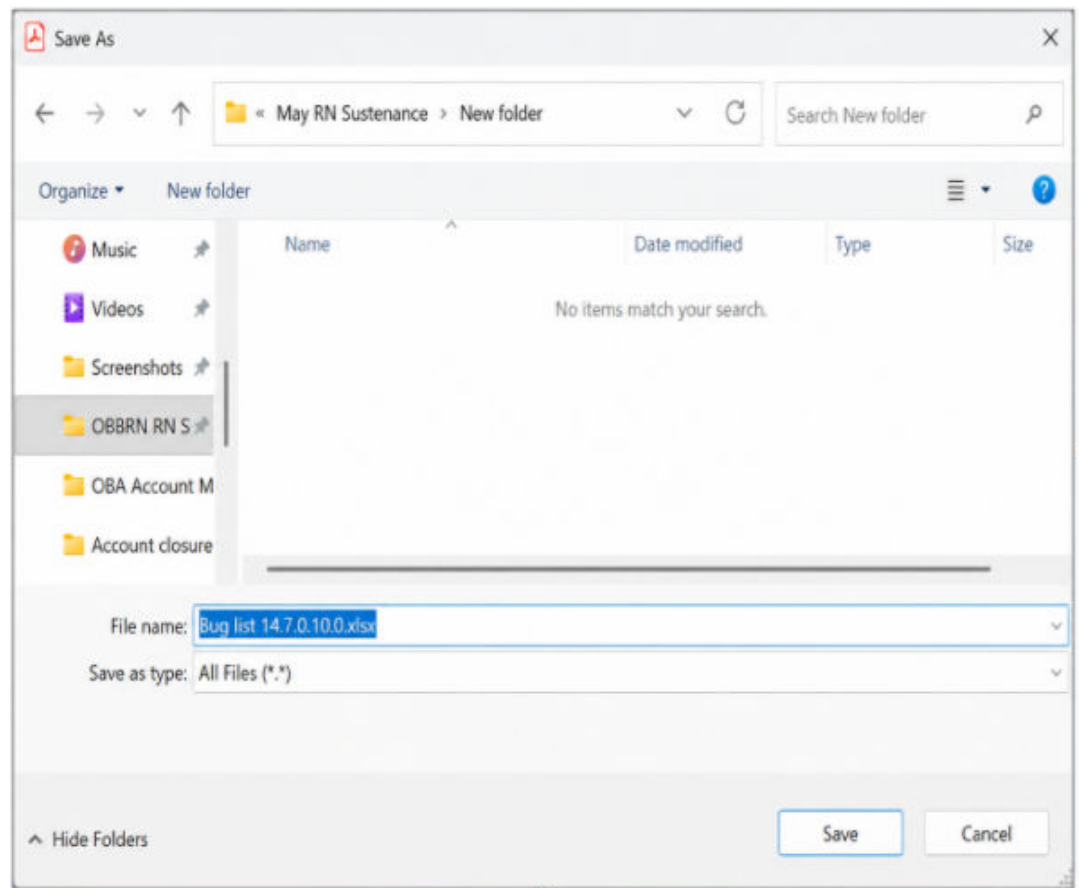 Save As
« May RN Sustenance > New folder
Search New folder
Organize
New folder
?
Name
Date modified
Type
Size
Music
Videos
Screenshots
OBBRN RN S
OBA Account M
Account closure
No items match your search.
File name: Bug list 14.7.0.10.0.xlsx
Save as type: All Files (*.*)
Hide Folders
Save
Cancel